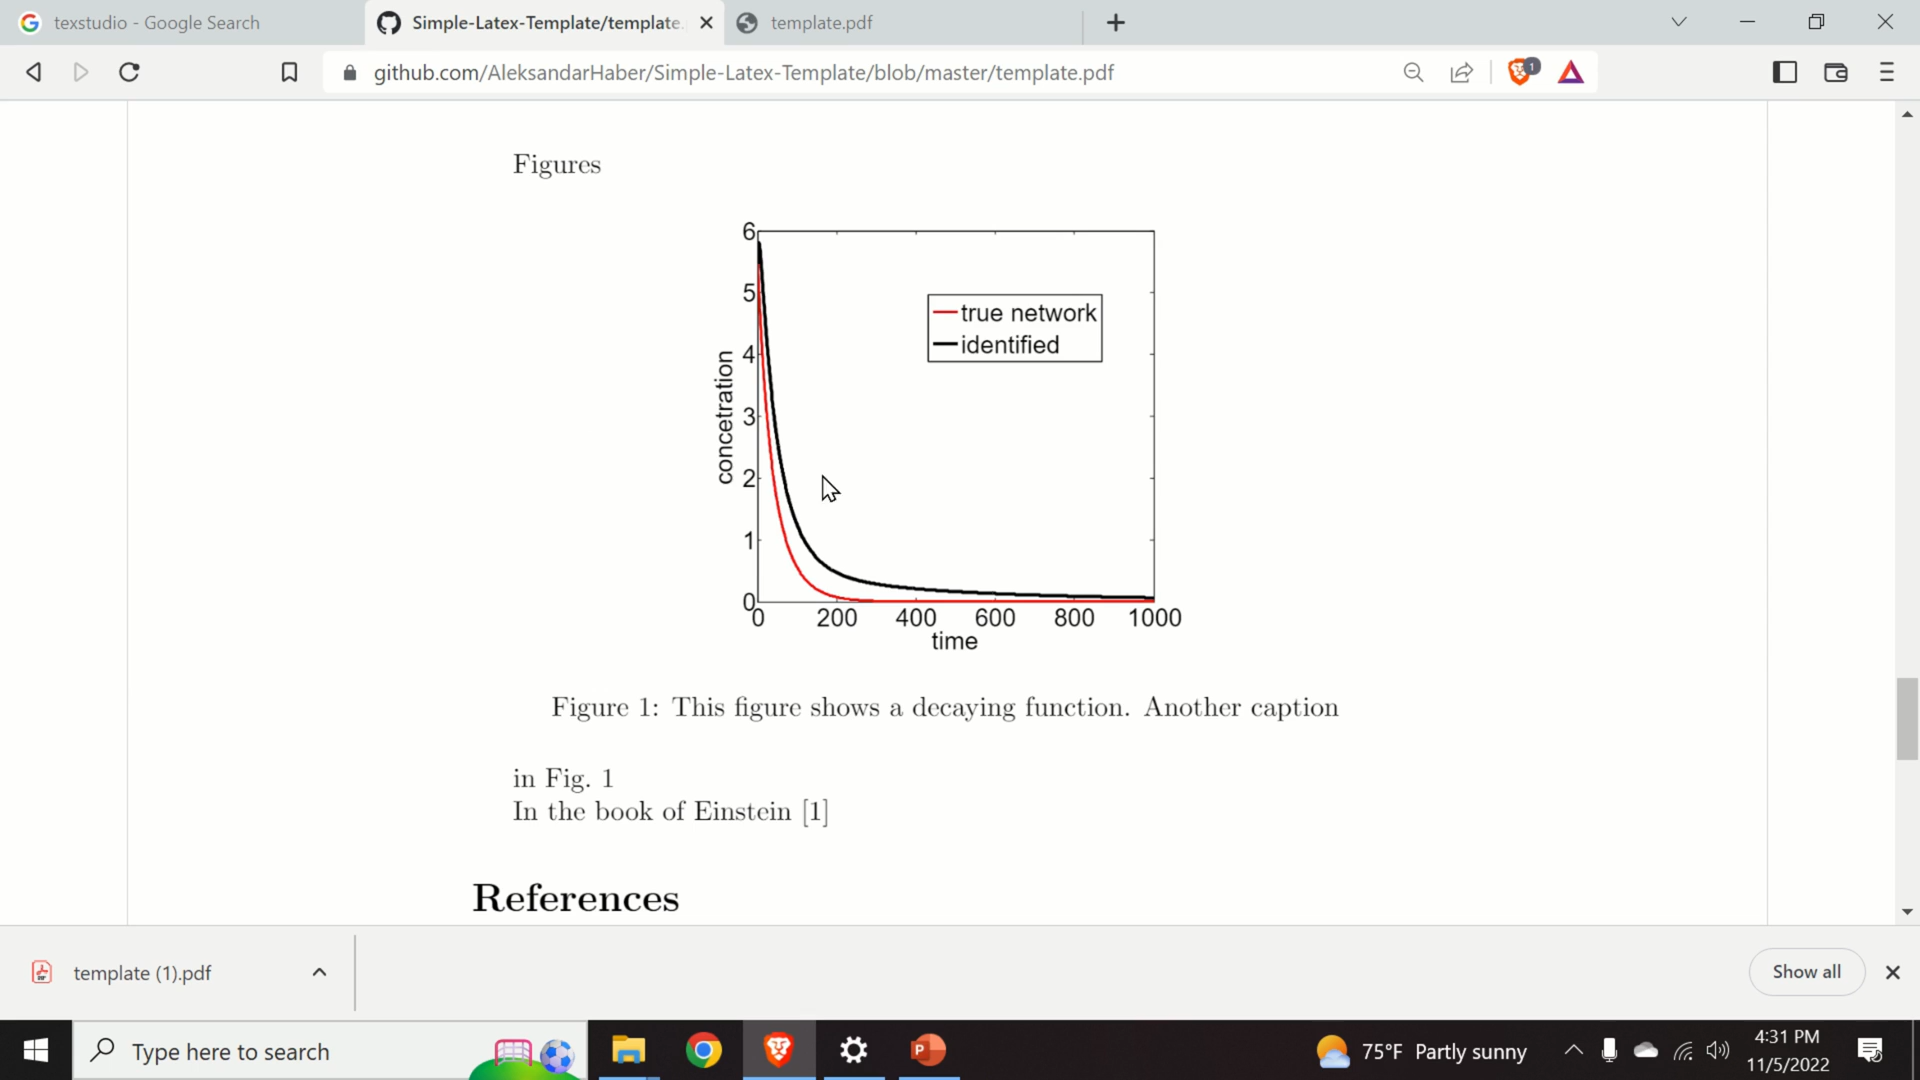 texstudio - Google Search
Simple-Latex-Template/template.
template.pdf
github.com/AleksandarHaber/Simple-Latex-Template/blob/master/template.pdf
1
Figures
6
5
4
3
2
1
0
concetration
true network
identified
0 200 400 600 800 1000
time
Figure 1: This figure shows a decaying function. Another caption
in Fig. 1
In the book of Einstein [1]
References
template (1).pdf
Show all
Type here to search
P
75°F Partly sunny
4:31 PM
11/5/2022